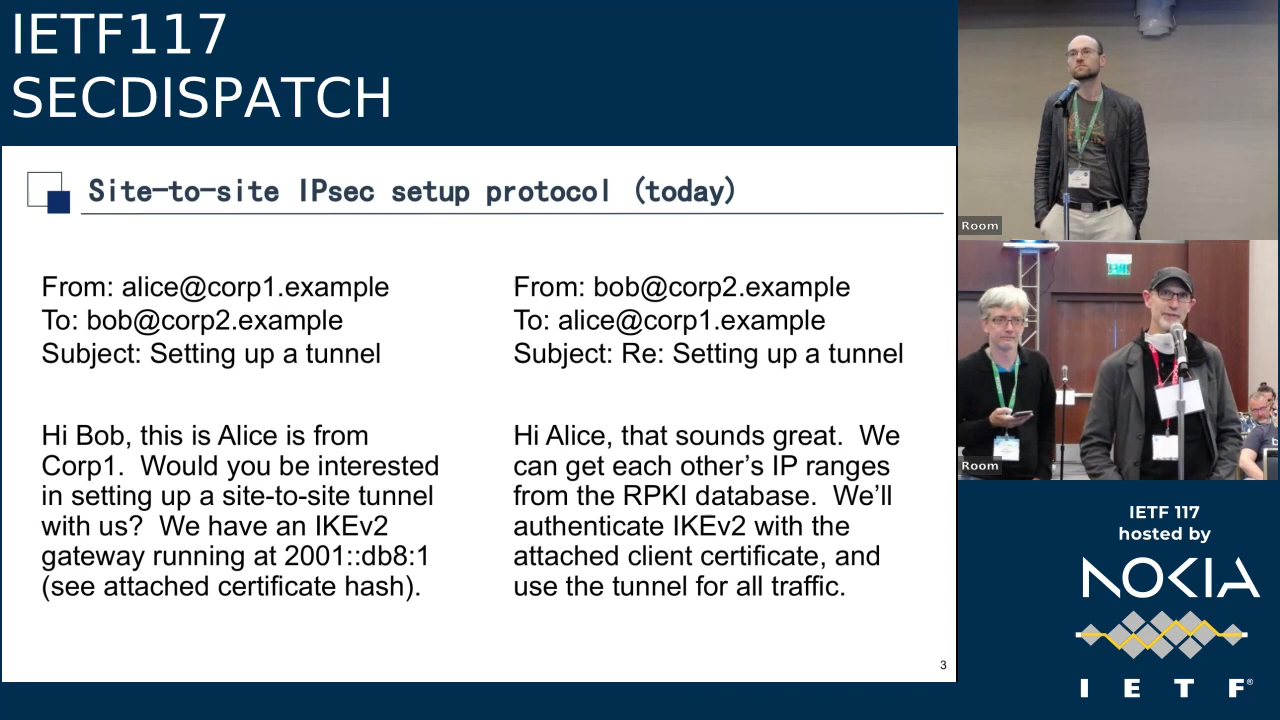 IETF117
SECDISPATCH
Site-to-site IPsec setup protocol (today)
From: alice@corp1.example
To: bob@corp2.example
Subject: Setting up a tunnel
Hi Bob, this is Alice is from
Corp1.  Would you be interested
in setting up a site-to-site tunnel
with us?  We have an IKEv2
gateway running at 2001::db8:1
(see attached certificate hash).
From: bob@corp2.example
To: alice@corp1.example
Subject: Re: Setting up a tunnel
Hi Alice, that sounds great.  We
can get each other’s IP ranges
from the RPKI database.  We’ll
authenticate IKEv2 with the
attached client certificate, and
use the tunnel for all traffic.
3
Room
Room
IETF 117
hosted by
NOKIA
I E T F®